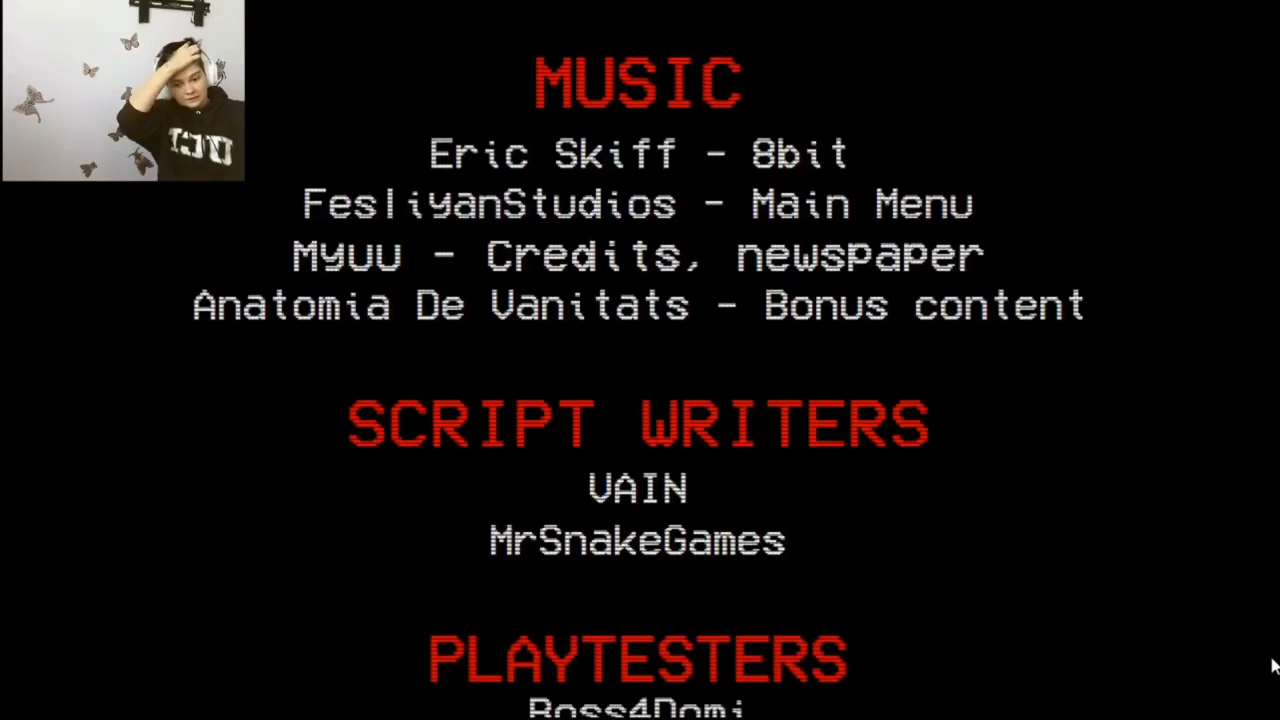 MUSIC
Eric Skiff - 8bit
FesliyanStudios - Main Menu
Myuu - Credits, newspaper
Anatomia De Vanitats - Bonus content
SCRIPT WRITERS
VAIN
MrSnakeGames
PLAYTESTERS
Boss4Domi